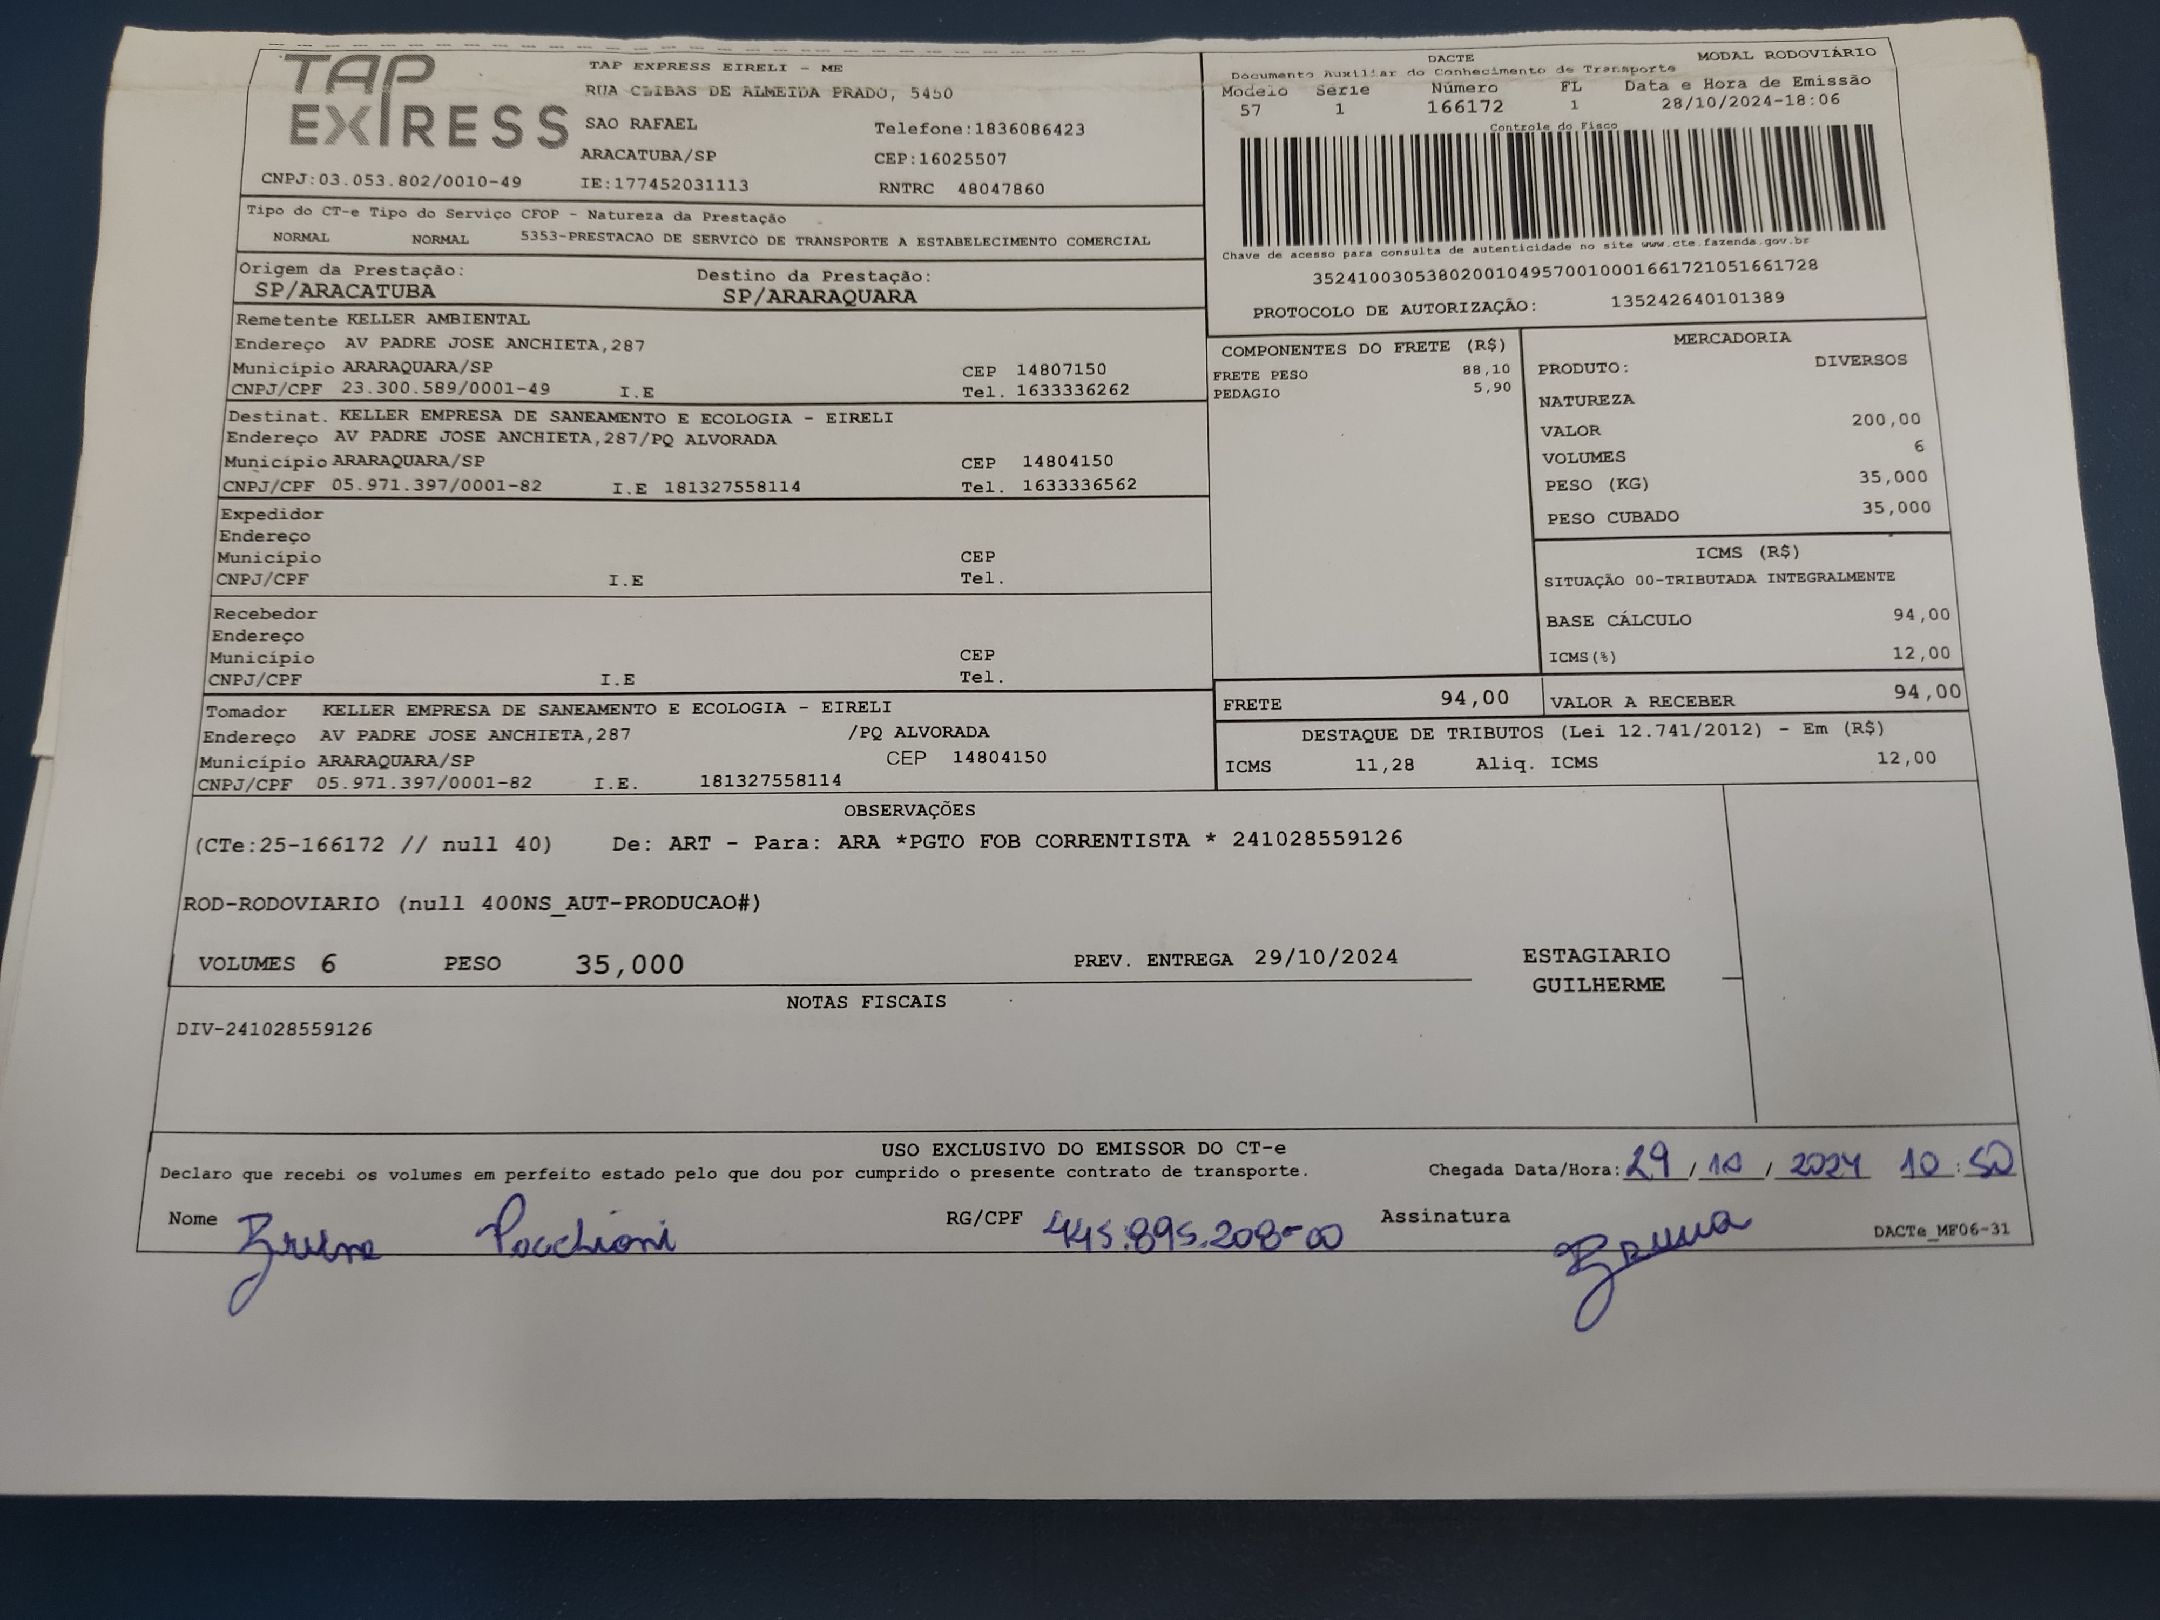 TAP
EXPRESS
TAP EXPRESS EIRELI - ME
RUA CLIBAS DE ALMEIDA PRADO, 5450
SAO RAFAEL Telefone:1836086423
ARACATUBA/SP CEP:16025507
CNPJ:03.053.802/0010-49 IE:177452031113 RNTRC 48047860
DACTE MODAL RODOVIÁRIO
Documento Auxiliar do Conhecimento de Transporte
Modelo Série Número FL Data e Hora de Emissão
57 1 166172 1 28/10/2024-18:06
Controle do Fisco
Chave de acesso para consulta de autenticidade no site www.cte.fazenda.gov.br
35241003053802001049570010001661721051661728
PROTOCOLO DE AUTORIZAÇÃO: 135242640101389
Tipo do CT-e Tipo do Serviço CFOP - Natureza da Prestação
NORMAL NORMAL 5353-PRESTACAO DE SERVICO DE TRANSPORTE A ESTABELECIMENTO COMERCIAL
Origem da Prestação: Destino da Prestação:
SP/ARACATUBA SP/ARARAQUARA
Remetente KELLER AMBIENTAL
Endereço AV PADRE JOSE ANCHIETA,287
Município ARARAQUARA/SP CEP 14807150
CNPJ/CPF 23.300.589/0001-49 I.E Tel. 1633336262
Destinat. KELLER EMPRESA DE SANEAMENTO E ECOLOGIA - EIRELI
Endereço AV PADRE JOSE ANCHIETA,287/PQ ALVORADA
Município ARARAQUARA/SP CEP 14804150
CNPJ/CPF 05.971.397/0001-82 I.E 181327558114 Tel. 1633336562
Expedidor
Endereço
Município CEP
CNPJ/CPF I.E Tel.
Recebedor
Endereço
Município CEP
CNPJ/CPF I.E Tel.
Tomador KELLER EMPRESA DE SANEAMENTO E ECOLOGIA - EIRELI
Endereço AV PADRE JOSE ANCHIETA,287 /PQ ALVORADA
Município ARARAQUARA/SP CEP 14804150
CNPJ/CPF 05.971.397/0001-82 I.E. 181327558114
COMPONENTES DO FRETE (R$)
FRETE PESO 88,10
PEDAGIO 5,90
MERCADORIA
PRODUTO: DIVERSOS
NATUREZA
VALOR 200,00
VOLUMES 6
PESO (KG) 35,000
PESO CUBADO 35,000
ICMS (R$)
SITUAÇÃO 00-TRIBUTADA INTEGRALMENTE
BASE CÁLCULO 94,00
ICMS(%) 12,00
FRETE 94,00 VALOR A RECEBER 94,00
DESTAQUE DE TRIBUTOS (Lei 12.741/2012) - Em (R$)
ICMS 11,28 Aliq. ICMS 12,00
OBSERVAÇÕES
(CTe:25-166172 // null 40) De: ART - Para: ARA *PGTO FOB CORRENTISTA * 241028559126
ROD-RODOVIARIO (null 400NS_AUT-PRODUCAO#)
VOLUMES 6 PESO 35,000 PREV. ENTREGA 29/10/2024 ESTAGIARIO
GUILHERME
NOTAS FISCAIS
DIV-241028559126
USO EXCLUSIVO DO EMISSOR DO CT-e
Declaro que recebi os volumes em perfeito estado pelo que dou por cumprido o presente contrato de transporte. Chegada Data/Hora: 29/10/2024 10:50
Nome Bruna Pocchioni RG/CPF 445.895.208-00 Assinatura Bruna
DACTe_MF06-31